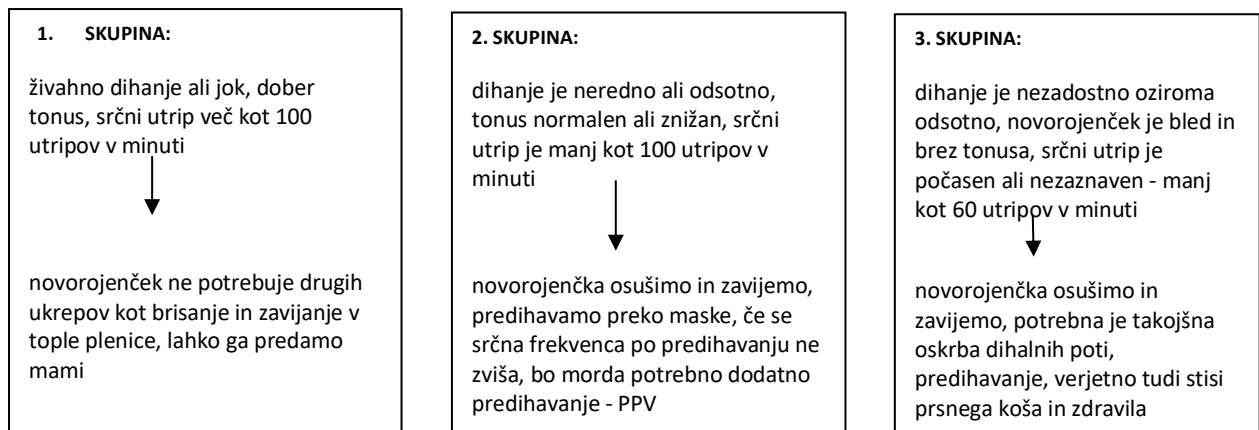 1. SKUPINA:
živahno dihanje ali jok, dober
tonus, srčni utrip več kot 100
utripov v minuti
novorojenček ne potrebuje drugih
ukrepov kot brisanje in zavijanje v
tople plenice, lahko ga predamo
mami
2. SKUPINA:
dihanje je neredno ali odsotno,
tonus normalen ali znižan, srčni
utrip je manj kot 100 utripov v
minuti
novorojenčka osušimo in zavijemo,
predihavamo preko maske, če se
srčna frekvenca po predihavanju ne
zviša, bo morda potrebno dodatno
predihavanje - PPV
3. SKUPINA:
dihanje je nezadostno oziroma
odsotno, novorojenček je bled in
brez tonusa, srčni utrip je
počasen ali nezaznaven - manj
kot 60 utripov v minuti
novorojenčka osušimo in
zavijemo, potrebna je takojšna
oskrba dihalnih poti,
predihavanje, verjetno tudi stisi
prsnega koša in zdravila